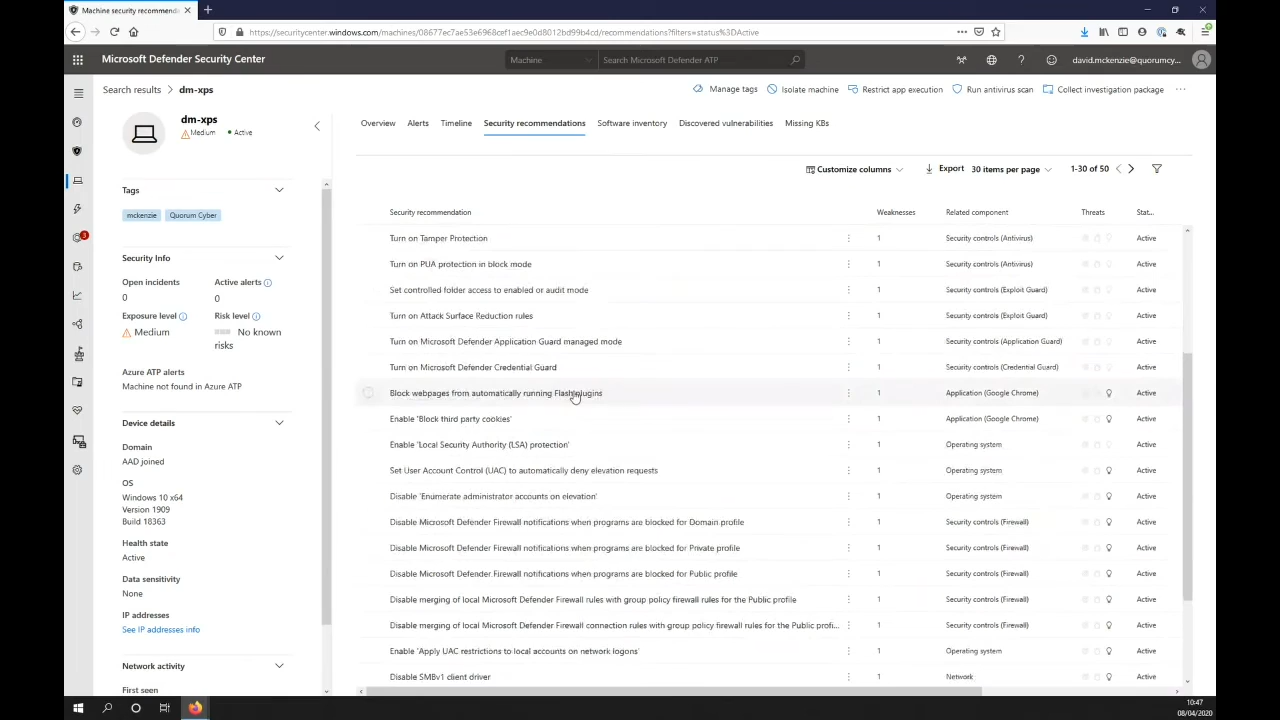 Machine security recommend
https://securitycenter.windows.com/machines/08677ec7ae53e6968cef1aec9e0d8012bd99b4cd/recommendations?filters=status%3DActive
Microsoft Defender Security Center
Machine
Search Microsoft Defender ATP
david.mckenzie@quorumcy...
Search results > dm-xps
Manage tags
Isolate machine
Restrict app execution
Run antivirus scan
Collect investigation package
dm-xps
Medium
Active
Overview
Alerts
Timeline
Security recommendations
Software inventory
Discovered vulnerabilities
Missing KBs
Customize columns
Export
30 items per page
1-30 of 50
Tags
mckenzie
Quorum Cyber
Security Info
Open incidents
0
Active alerts
0
Exposure level
Medium
Risk level
No known
risks
Azure ATP alerts
Machine not found in Azure ATP
Device details
Domain
AAD joined
OS
Windows 10 x64
Version 1909
Build 18363
Health state
Active
Data sensitivity
None
IP addresses
See IP addresses info
Network activity
First seen
3
Security recommendation Weaknesses Related component Threats Stat...
Turn on Tamper Protection 1 Security controls (Antivirus) Active
Turn on PUA protection in block mode 1 Security controls (Antivirus) Active
Set controlled folder access to enabled or audit mode 1 Security controls (Exploit Guard) Active
Turn on Attack Surface Reduction rules 1 Security controls (Exploit Guard) Active
Turn on Microsoft Defender Application Guard managed mode 1 Security controls (Application Guard) Active
Turn on Microsoft Defender Credential Guard 1 Security controls (Credential Guard) Active
Block webpages from automatically running Flash plugins 1 Application (Google Chrome) Active
Enable 'Block third party cookies' 1 Application (Google Chrome) Active
Enable 'Local Security Authority (LSA) protection' 1 Operating system Active
Set User Account Control (UAC) to automatically deny elevation requests 1 Operating system Active
Disable 'Enumerate administrator accounts on elevation' 1 Operating system Active
Disable Microsoft Defender Firewall notifications when programs are blocked for Domain profile 1 Security controls (Firewall) Active
Disable Microsoft Defender Firewall notifications when programs are blocked for Private profile 1 Security controls (Firewall) Active
Disable Microsoft Defender Firewall notifications when programs are blocked for Public profile 1 Security controls (Firewall) Active
Disable merging of local Microsoft Defender Firewall rules with group policy firewall rules for the Public profile 1 Security controls (Firewall) Active
Disable merging of local Microsoft Defender Firewall connection rules with group policy firewall rules for the Public profi... 1 Security controls (Firewall) Active
Enable 'Apply UAC restrictions to local accounts on network logons' 1 Operating system Active
Disable SMBv1 client driver 1 Network Active
10:47
08/04/2020